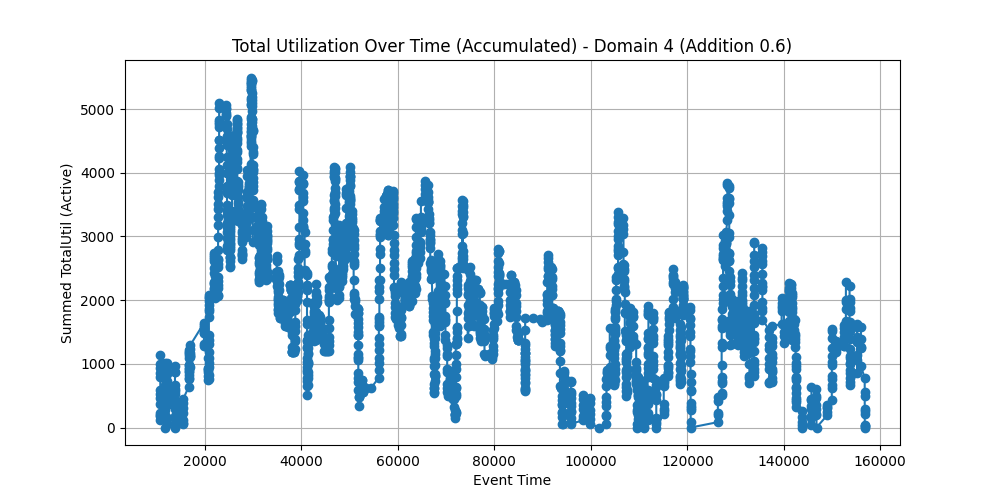 Total Utilization Over Time (Accumulated) - Domain 4 (Addition 0.6)
Summed TotalUtil (Active)
5000
4000
3000
2000
1000
0
20000 40000 60000 80000 100000 120000 140000 160000
Event Time